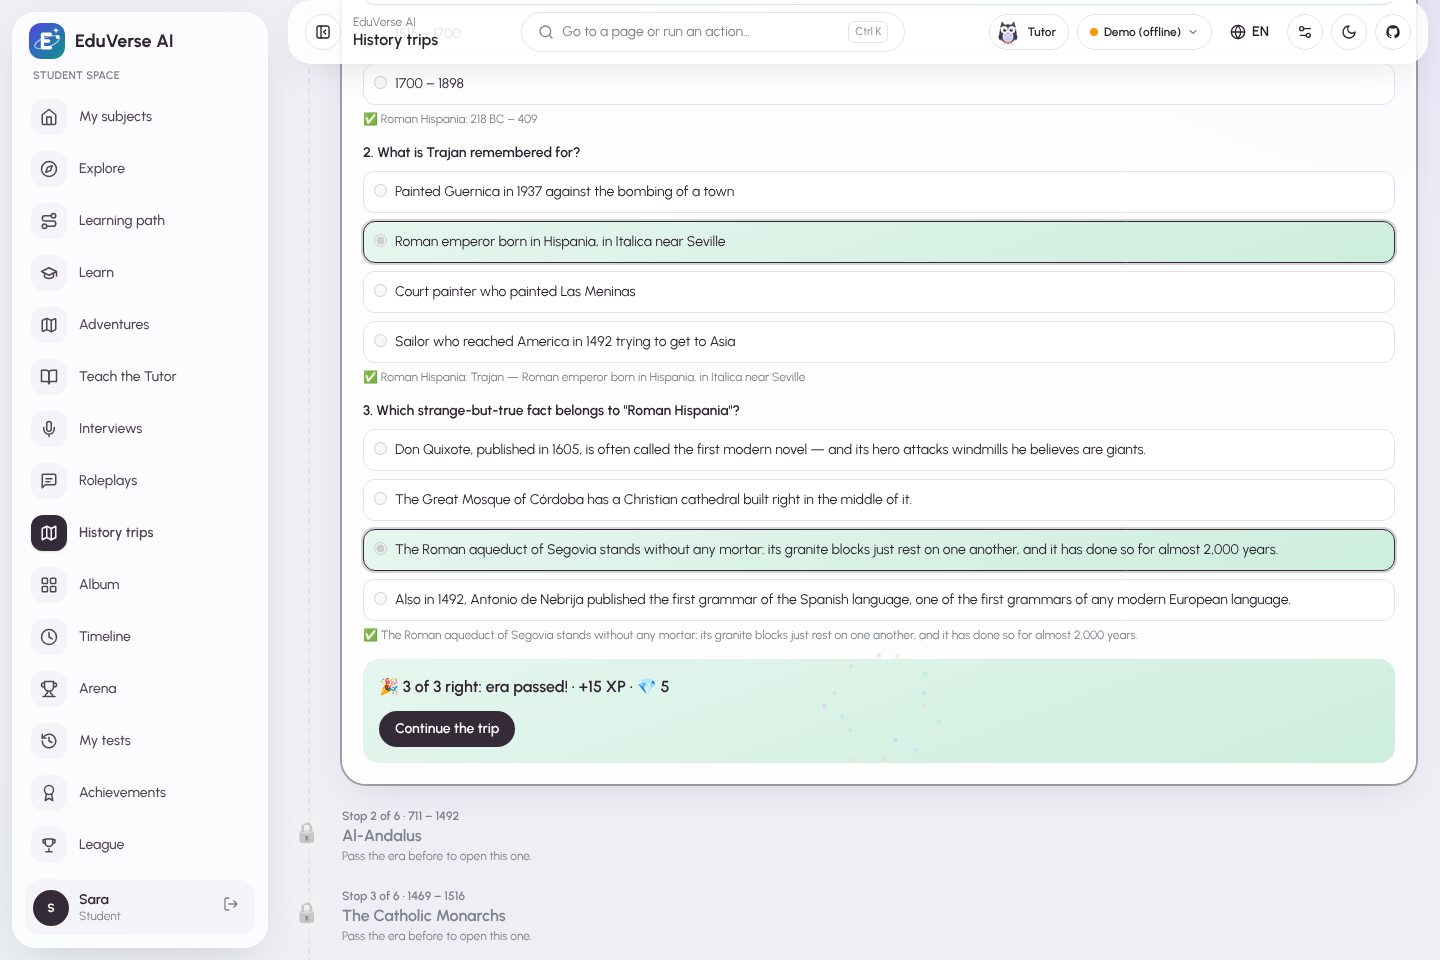 EduVerse AI
STUDENT SPACE
My subjects
Explore
Learning path
Learn
Adventures
Teach the Tutor
Interviews
Roleplays
History trips
Album
Timeline
Arena
My tests
Achievements
League
S
Sara
Student
EduVerse AI
History trips
Go to a page or run an action...
Ctrl K
Tutor
Demo (offline)
EN
1700 – 1898
✅ Roman Hispania: 218 BC – 409
2. What is Trajan remembered for?
Painted Guernica in 1937 against the bombing of a town
Roman emperor born in Hispania, in Italica near Seville
Court painter who painted Las Meninas
Sailor who reached America in 1492 trying to get to Asia
✅ Roman Hispania: Trajan — Roman emperor born in Hispania, in Italica near Seville
3. Which strange-but-true fact belongs to "Roman Hispania"?
Don Quixote, published in 1605, is often called the first modern novel — and its hero attacks windmills he believes are giants.
The Great Mosque of Córdoba has a Christian cathedral built right in the middle of it.
The Roman aqueduct of Segovia stands without any mortar: its granite blocks just rest on one another, and it has done so for almost 2,000 years.
Also in 1492, Antonio de Nebrija published the first grammar of the Spanish language, one of the first grammars of any modern European language.
✅ The Roman aqueduct of Segovia stands without any mortar: its granite blocks just rest on one another, and it has done so for almost 2,000 years.
🎉 3 of 3 right: era passed! · +15 XP · 💎 5
Continue the trip
Stop 2 of 6 · 711 – 1492
Al-Andalus
Pass the era before to open this one.
Stop 3 of 6 · 1469 – 1516
The Catholic Monarchs
Pass the era before to open this one.